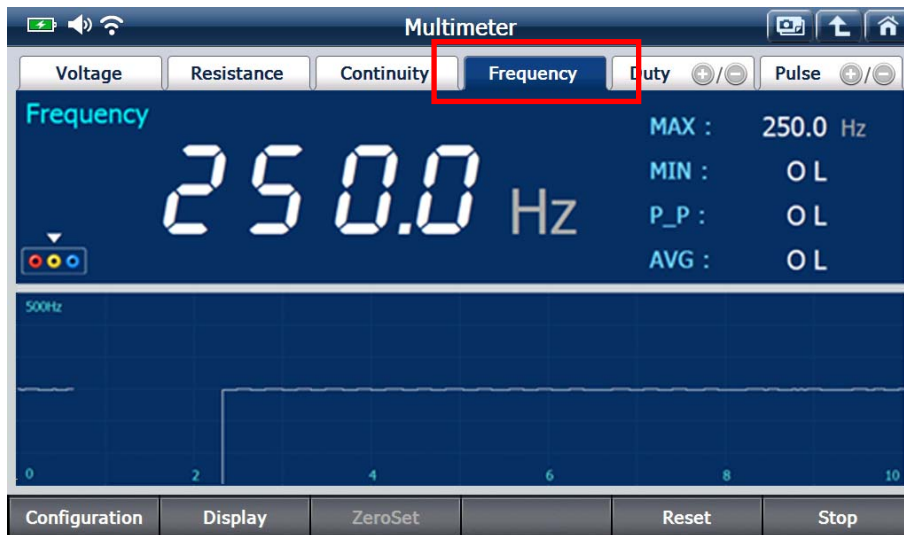 Multimeter
Voltage Resistance Continuity Frequency Duty +/- Pulse +/-
Frequency
250.0 Hz
MAX : 250.0 Hz
MIN : O L
P_P : O L
AVG : O L
500Hz
0 2 4 6 8 10
Configuration Display ZeroSet Reset Stop